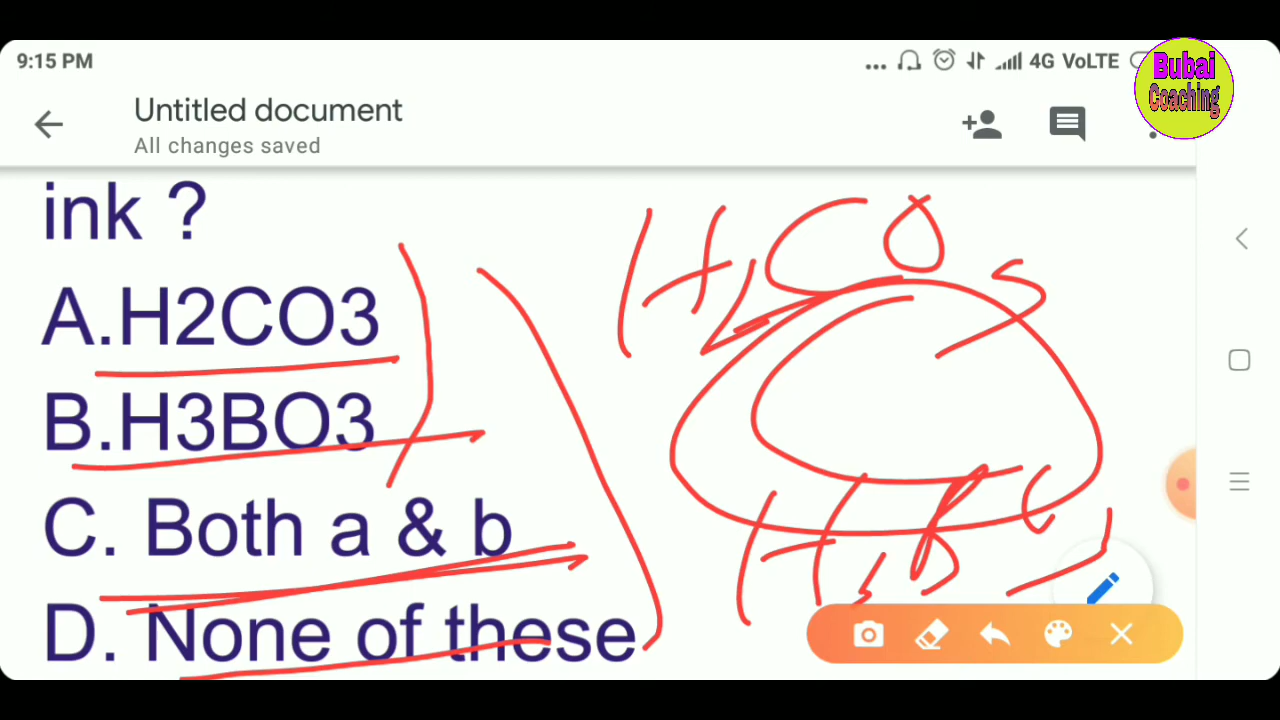 9:15 PM
... 4G VoLTE
Bubai
Coaching
Untitled document
All changes saved
ink ?
A.H2CO3
B.H3BO3
C. Both a & b
D. None of these
H2CO3